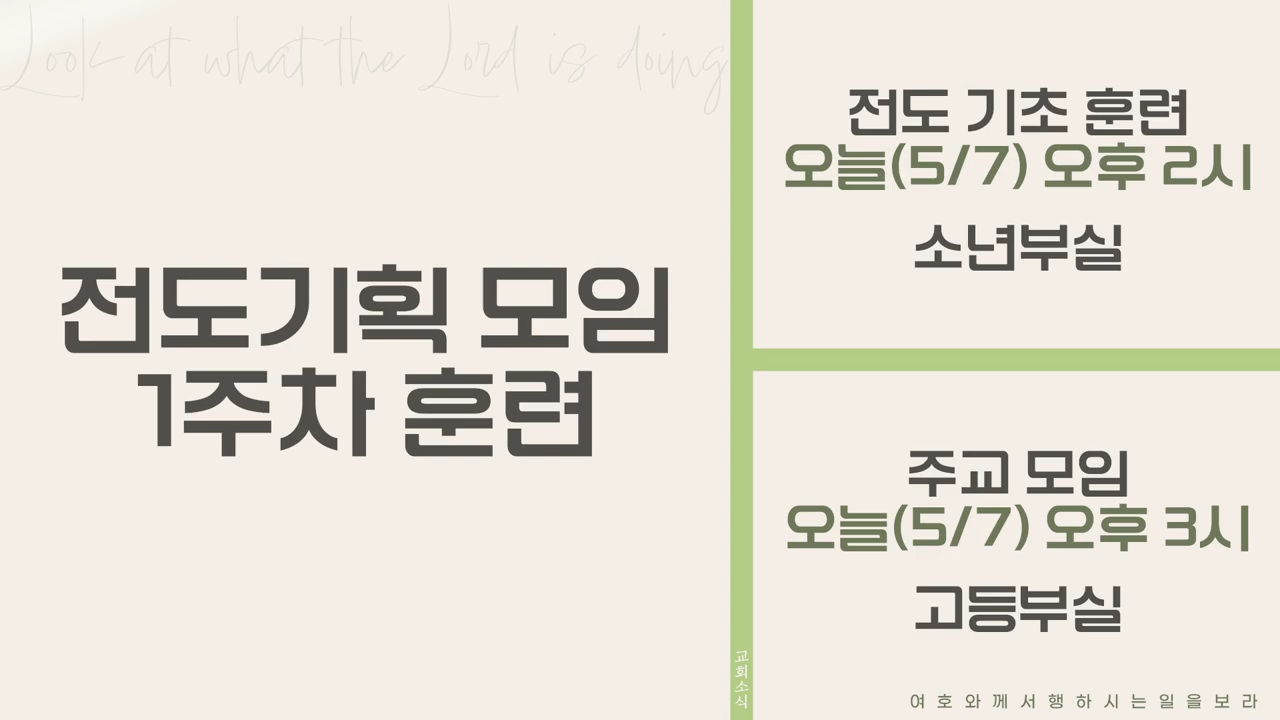 Look at what the Lord is doing
전도기획 모임
1주차 훈련
전도 기초 훈련
오늘(5/7) 오후 2시
소년부실
주교 모임
오늘(5/7) 오후 3시
고등부실
교회소식
여호와께서행하시는일을보라